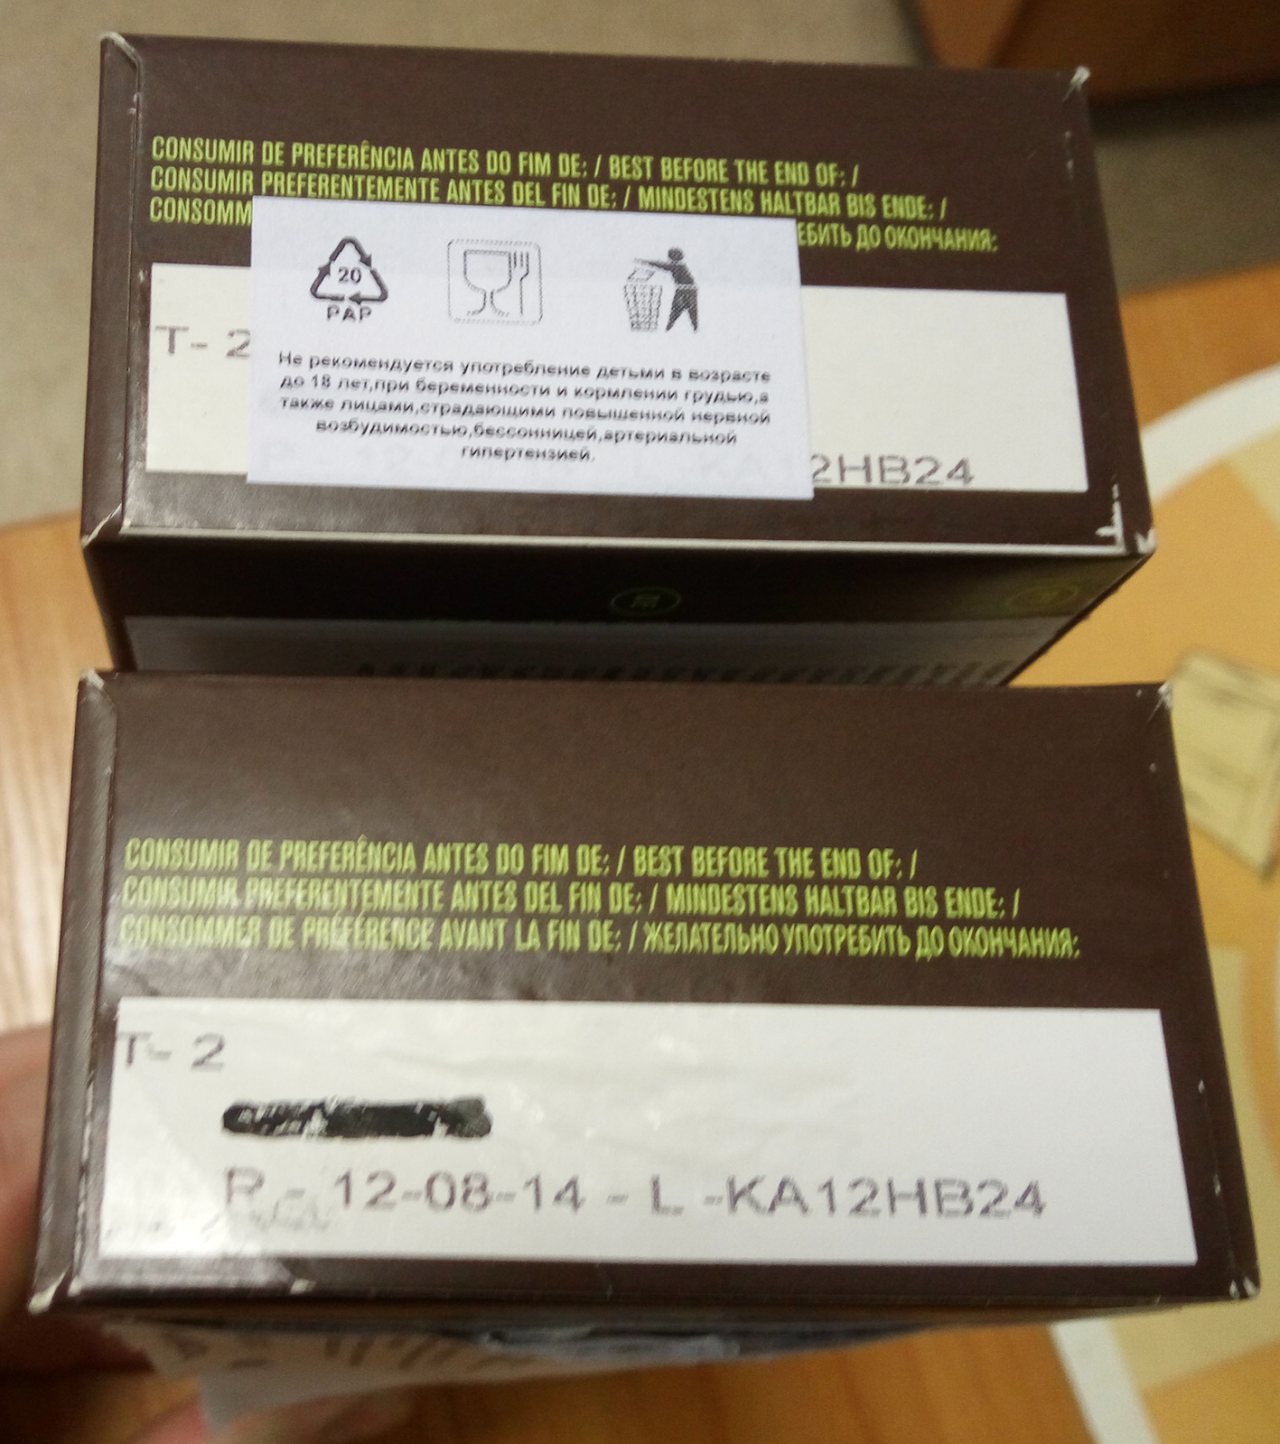 CONSUMIR DE PREFERÊNCIA ANTES DO FIM DE: / BEST BEFORE THE END OF: /
CONSUMIR PREFERENTEMENTE ANTES DEL FIN DE: / MINDESTENS HALTBAR BIS ENDE: /
CONSOMM ЕБИТЬ ДО ОКОНЧАНИЯ:
20
PAP
T- 2
Не рекомендуется употребление детьми в возрасте
до 18 лет,при беременности и кормлении грудью,а
также лицами,страдающими повышенной нервной
возбудимостью,бессонницей,артериальной
гипертензией.
2HB24
CONSUMIR DE PREFERÊNCIA ANTES DO FIM DE: / BEST BEFORE THE END OF: /
CONSUMIR PREFERENTEMENTE ANTES DEL FIN DE: / MINDESTENS HALTBAR BIS ENDE: /
CONSOMMER DE PRÉFÉRENCE AVANT LA FIN DE: / ЖЕЛАТЕЛЬНО УПОТРЕБИТЬ ДО ОКОНЧАНИЯ:
T- 2
R - 12-08-14 - L -KA12HB24